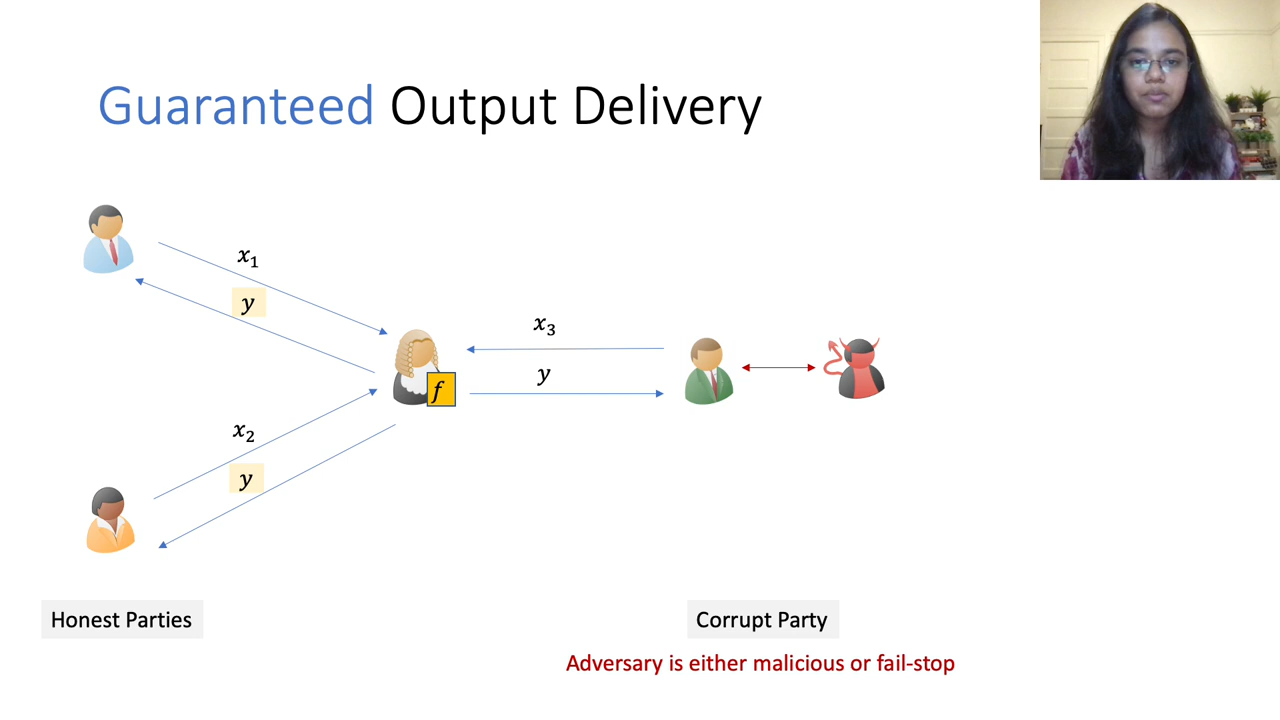 Guaranteed Output Delivery
x₁
y
x₃
f
y
x₂
y
Honest Parties
Corrupt Party
Adversary is either malicious or fail-stop